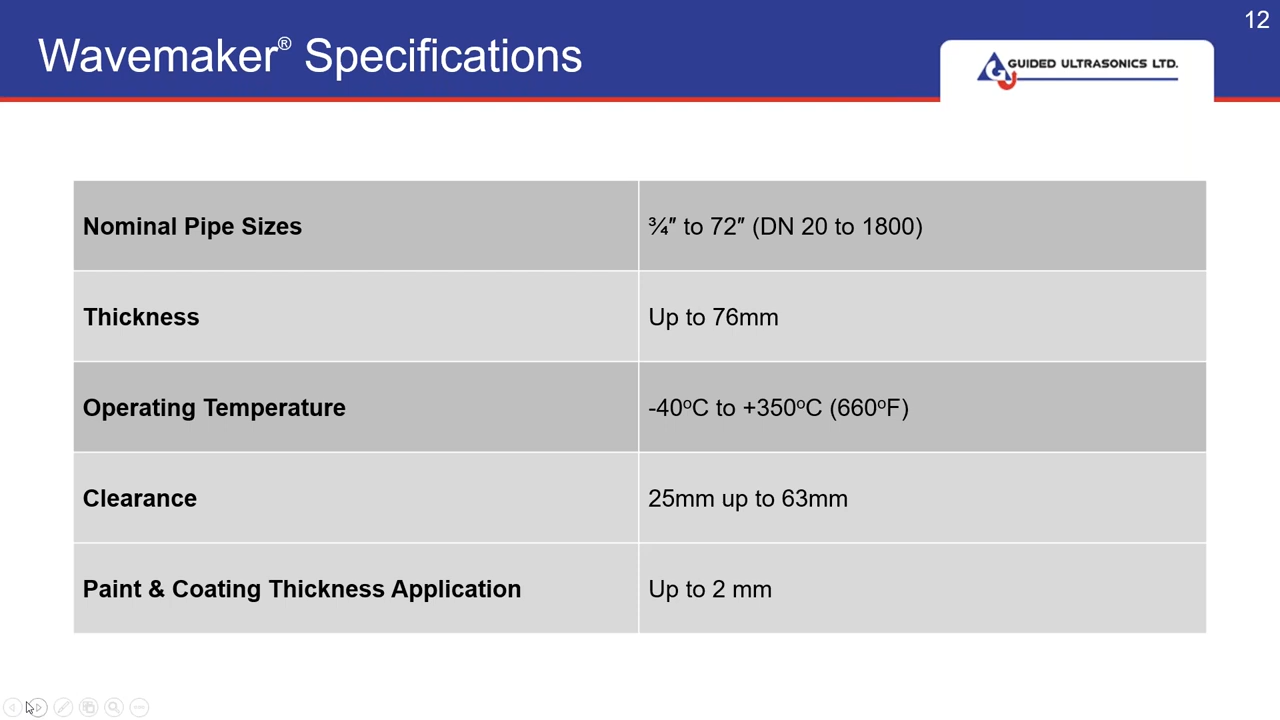 12
Wavemaker® Specifications
GUIDED ULTRASONICS LTD.
Nominal Pipe Sizes
¾″ to 72″ (DN 20 to 1800)
Thickness
Up to 76mm
Operating Temperature
-40ºC to +350ºC (660ºF)
Clearance
25mm up to 63mm
Paint & Coating Thickness Application
Up to 2 mm